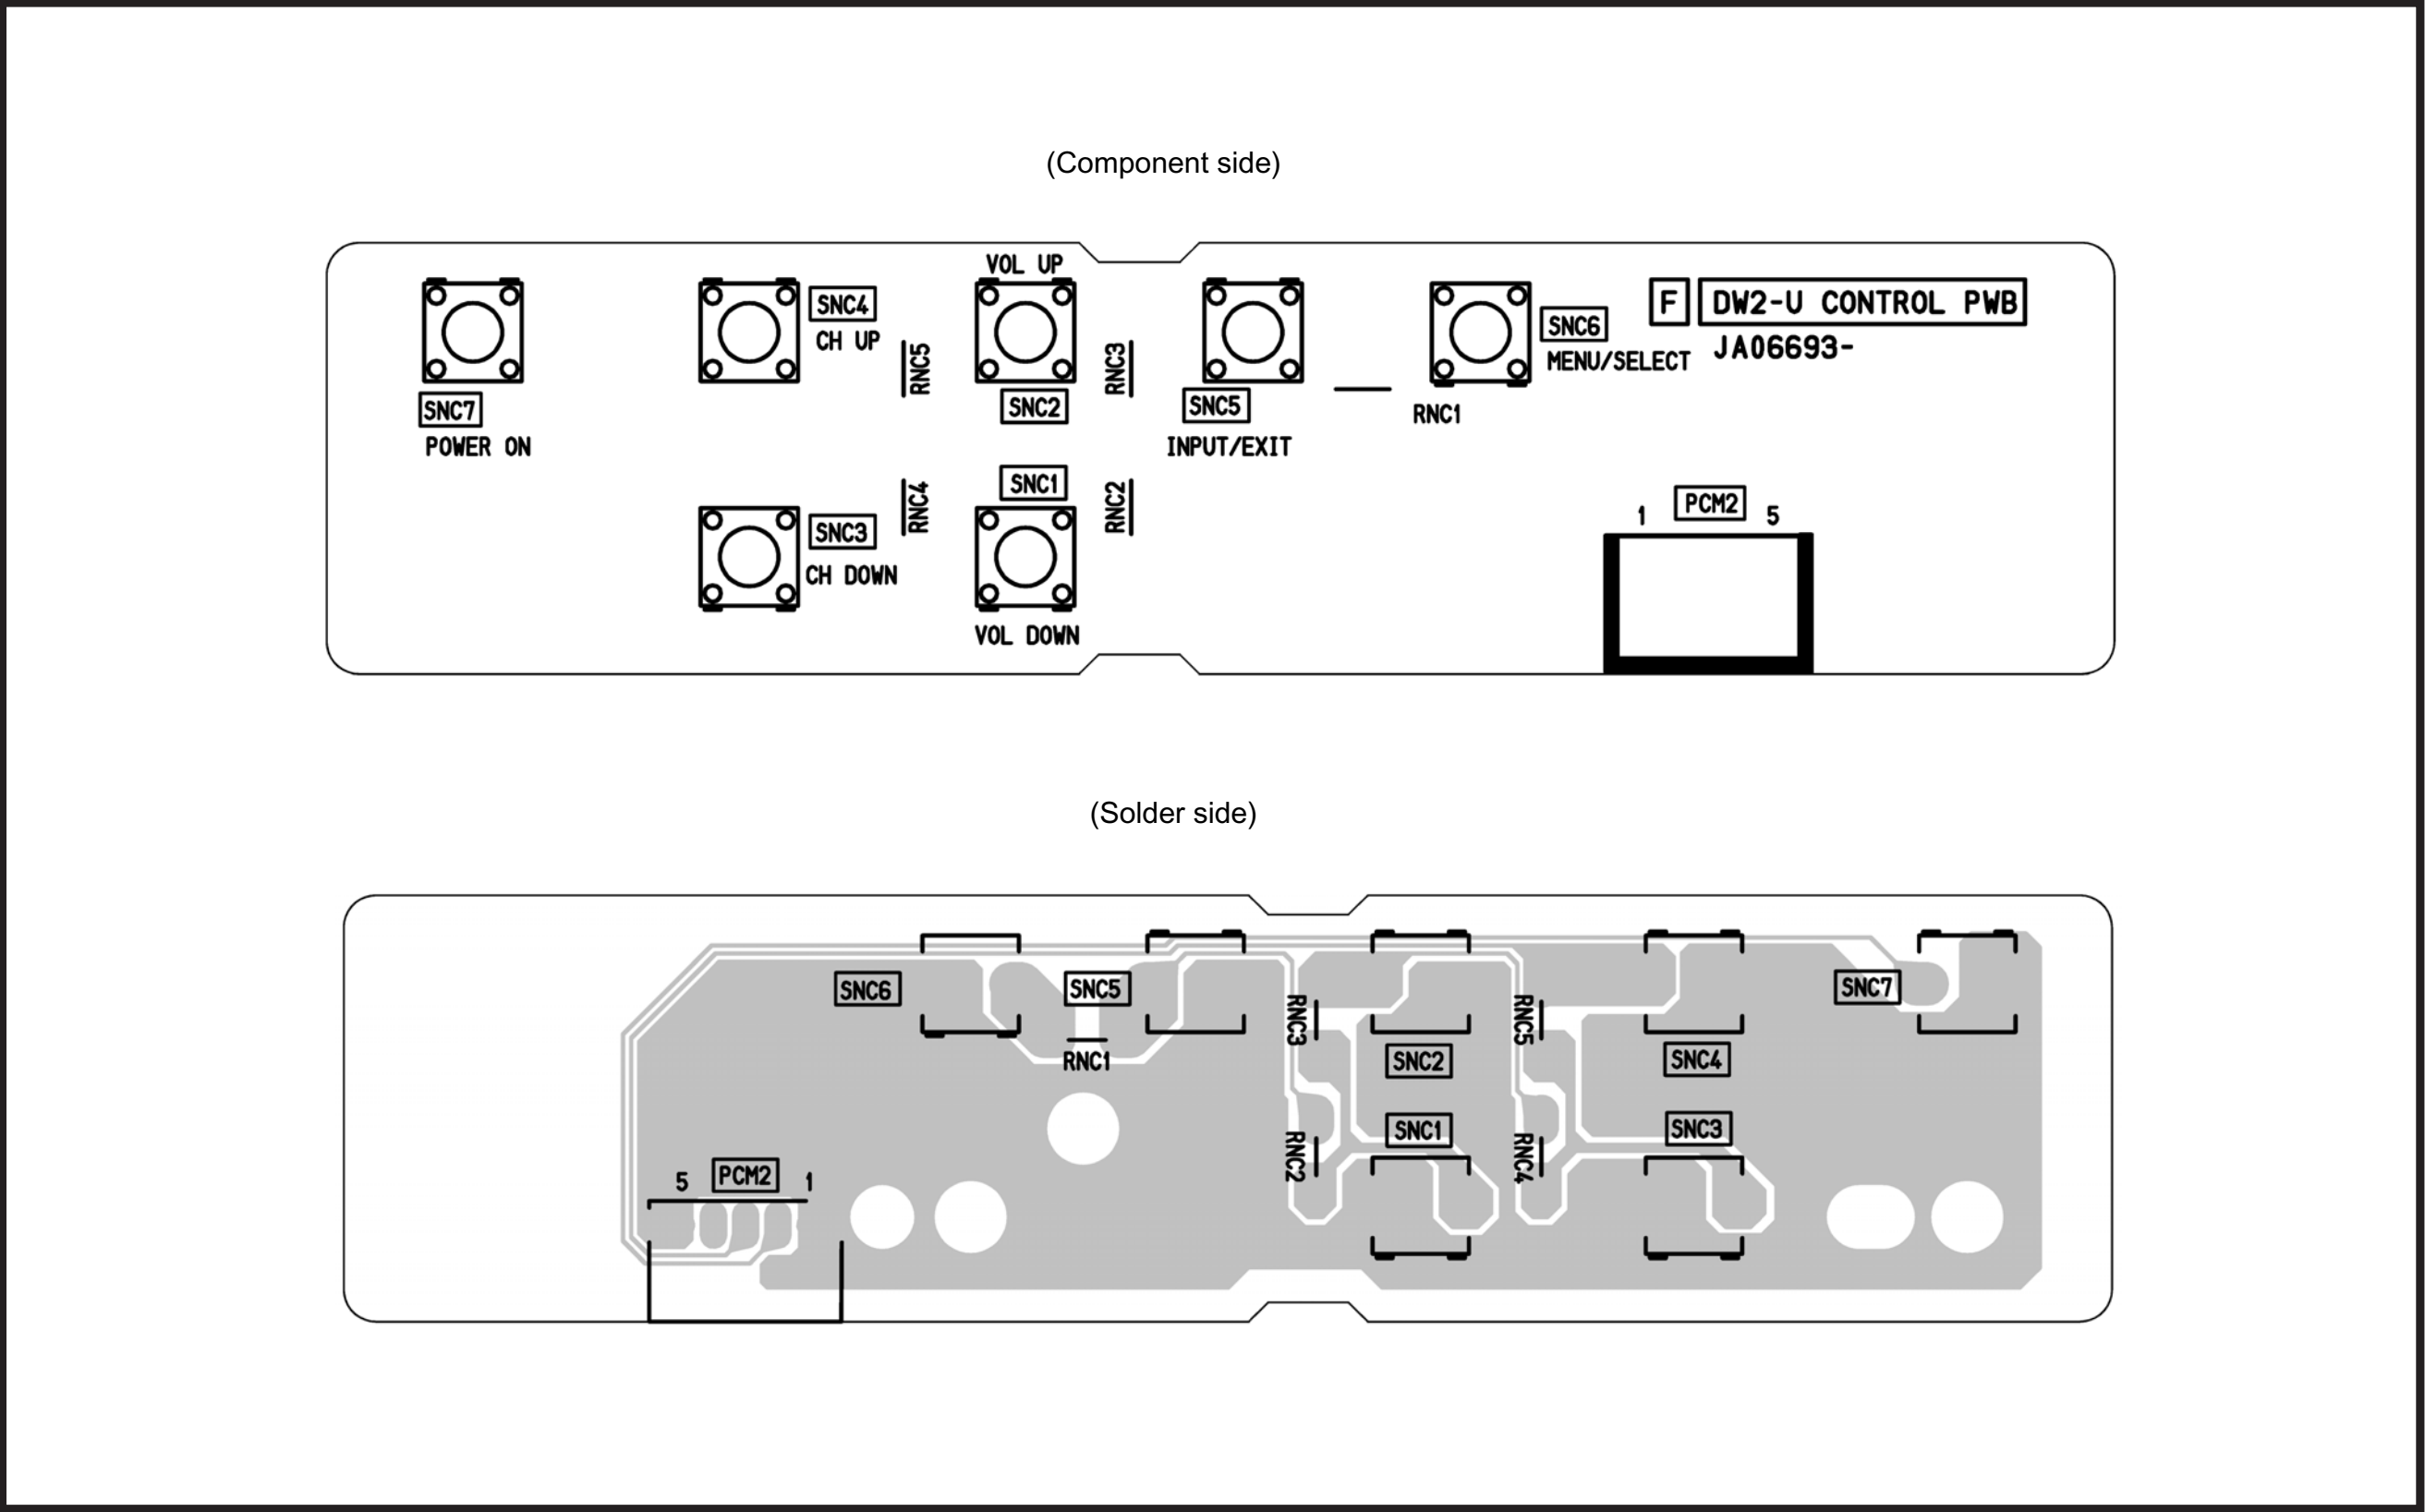 (Component side)
VOL UP
F DW2-U CONTROL PWB
JA06693-
SNC4
CH UP
SNC6
MENU/SELECT
RNC5
RNC3
SNC7
POWER ON
SNC2
SNC5
INPUT/EXIT
RNC1
SNC1
RNC4
RNC2
1 PCM2 5
SNC3
CH DOWN
VOL DOWN
(Solder side)
SNC6
SNC5
SNC7
RNC3
RNC5
RNC1
SNC2
SNC4
SNC1
SNC3
RNC2
RNC4
5 PCM2 1